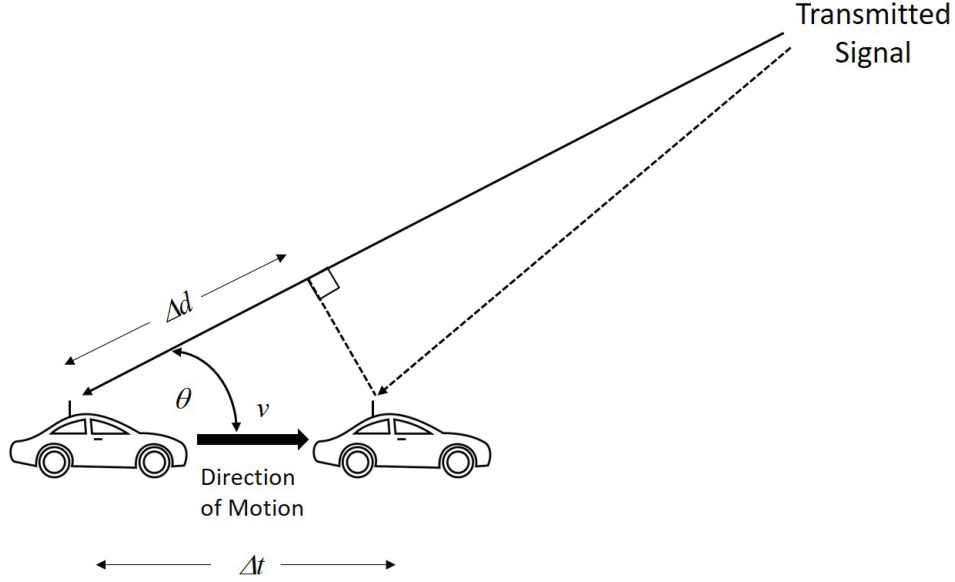 Transmitted
Signal
Δd
θ
v
Direction
of Motion
Δt